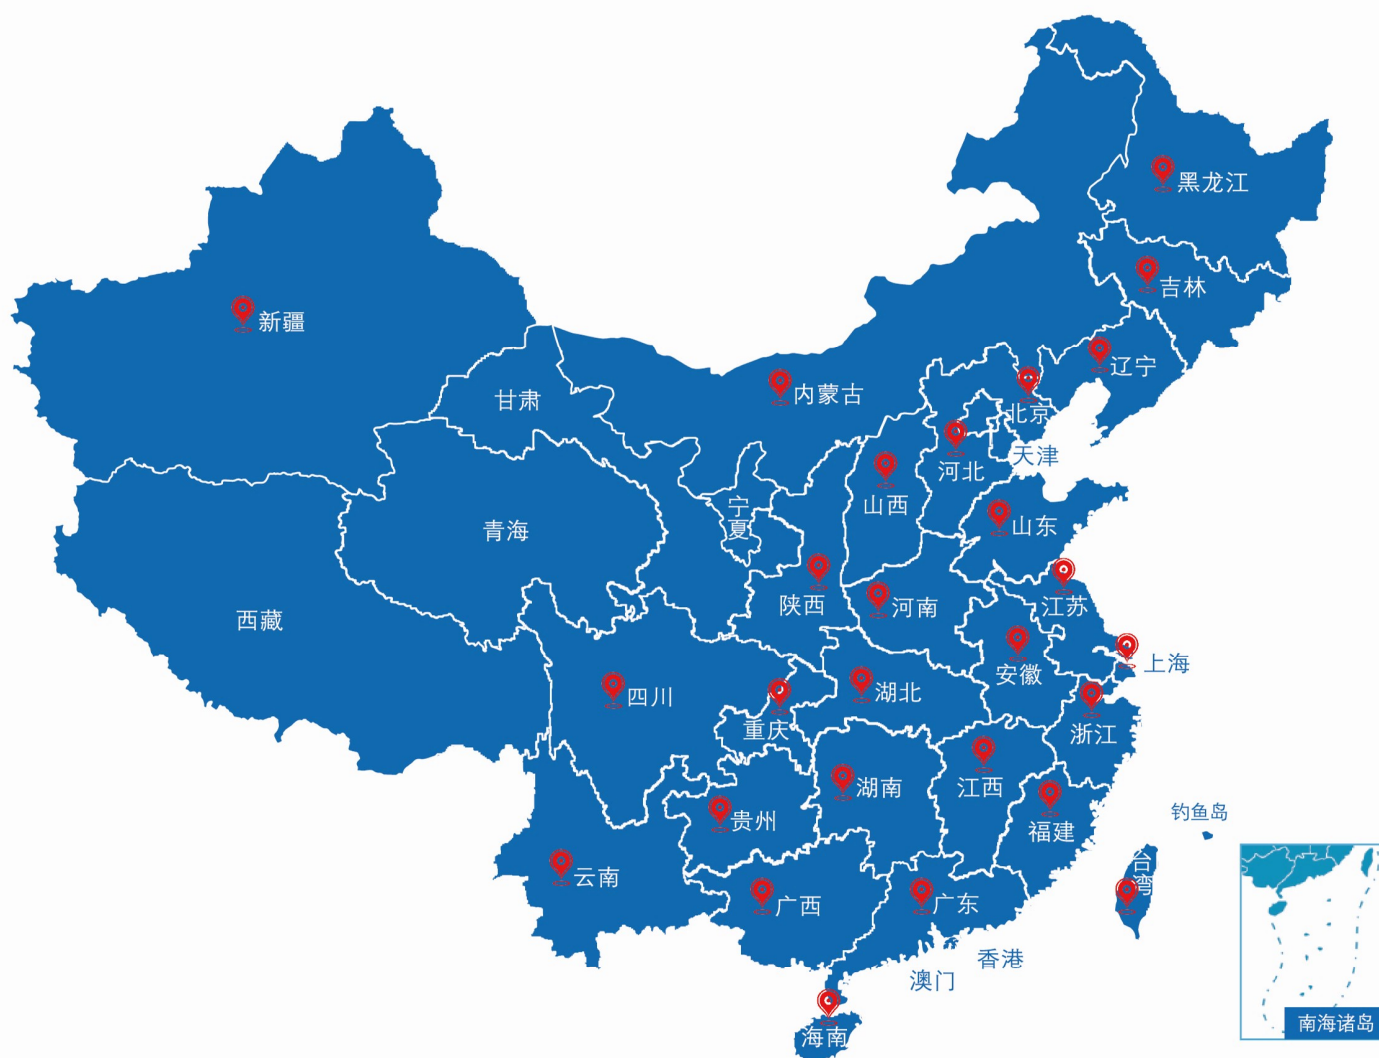 黑龙江
吉林
新疆
辽宁
内蒙古
甘肃
北京
天津
河北
山西
宁夏
山东
青海
江苏
陕西
河南
西藏
上海
安徽
四川
湖北
重庆
浙江
湖南
江西
钓鱼岛
贵州
福建
台湾
云南
广西
广东
香港
澳门
南海诸岛
海南